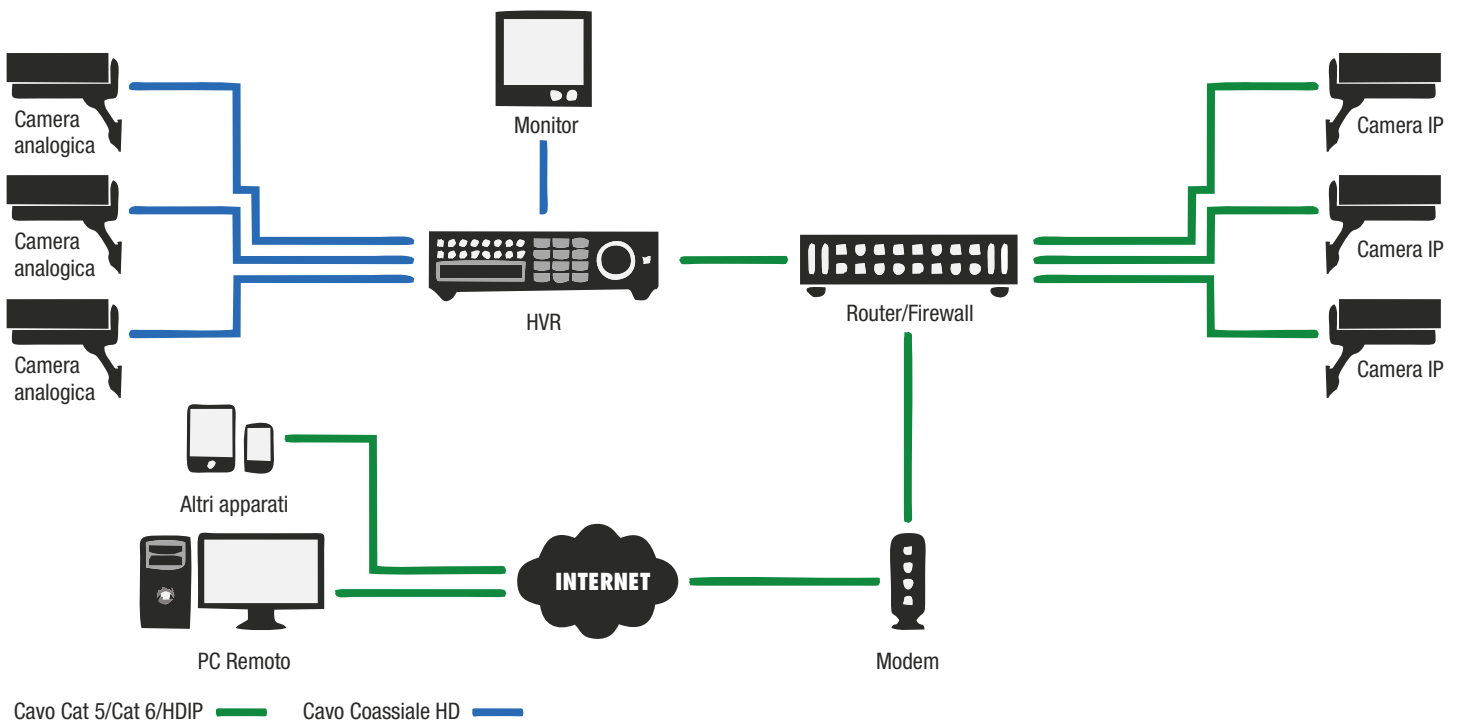 Monitor
Camera
analogica
Camera IP
Camera
analogica
Camera IP
HVR
Router/Firewall
Camera
analogica
Camera IP
Altri apparati
INTERNET
PC Remoto
Modem
Cavo Cat 5/Cat 6/HDIP
Cavo Coassiale HD